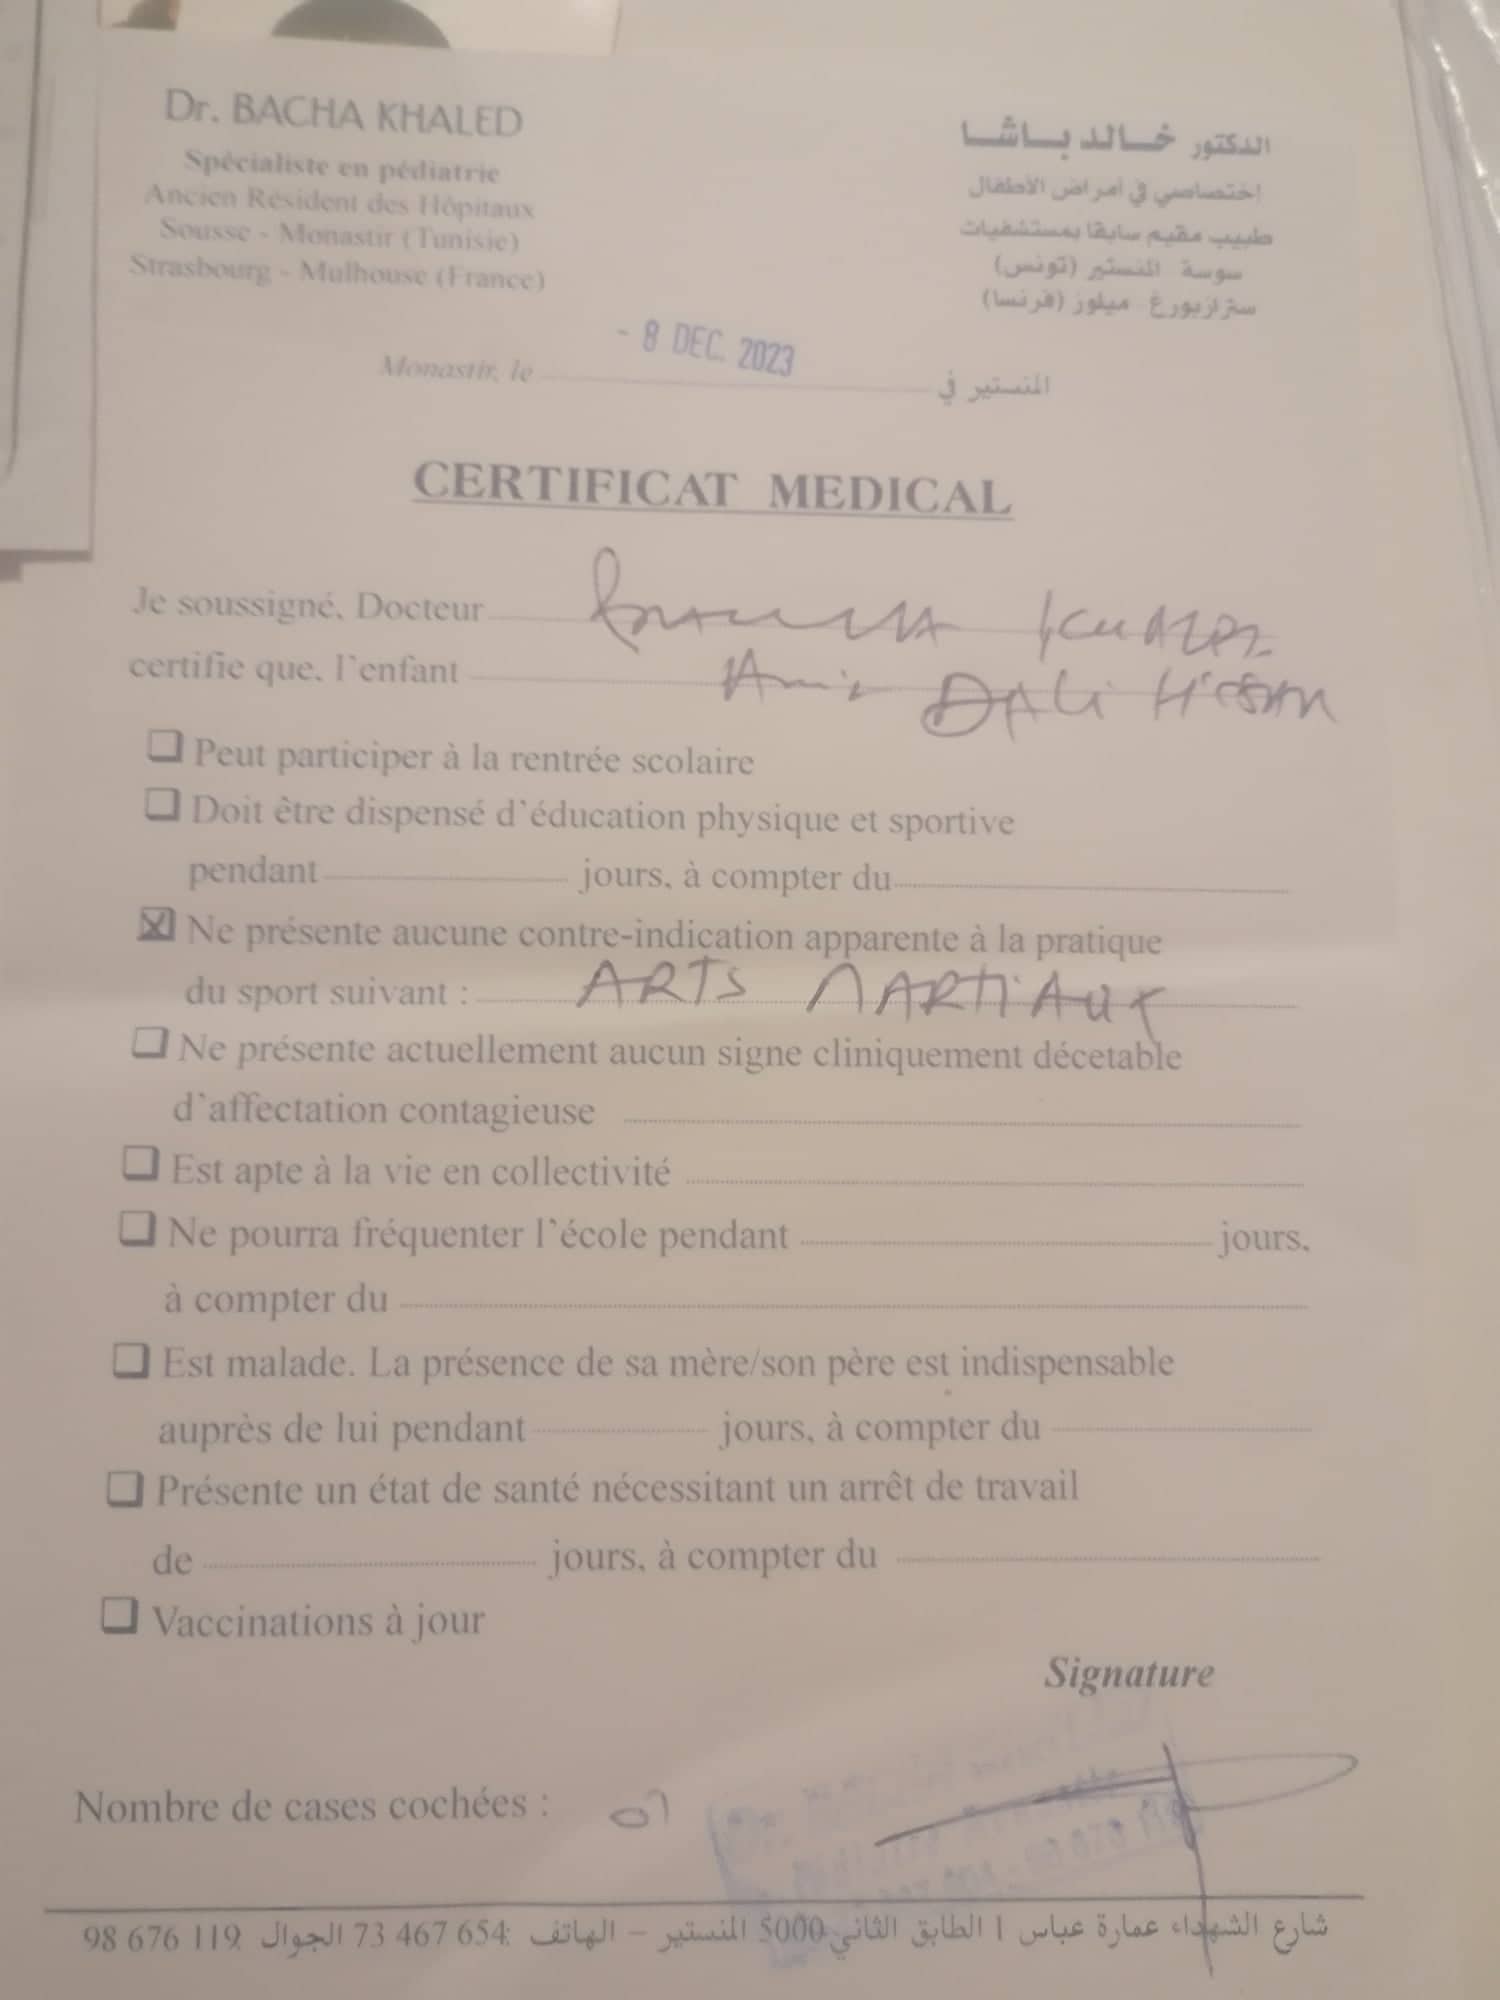 Dr. BACHA KHALED
Spécialiste en pédiatrie
Ancien Résident des Hôpitaux
Sousse - Monastir (Tunisie)
Strasbourg - Mulhouse (France)
الدكتور خالد باشا
إختصاصي في أمراض الأطفال
طبيب مقيم سابقا بمستشفيات
سوسة المنستير (تونس)
سترازبورغ ميلوز (فرنسا)
Monastir, le - 8 DEC. 2023 المنستير في
CERTIFICAT MEDICAL
Je soussigné, Docteur
certifie que, l'enfant DALI
Peut participer à la rentrée scolaire
Doit être dispensé d'éducation physique et sportive
pendant jours, à compter du
Ne présente aucune contre-indication apparente à la pratique
du sport suivant : ARTS MARTIAUX
Ne présente actuellement aucun signe cliniquement décetable
d'affectation contagieuse
Est apte à la vie en collectivité
Ne pourra fréquenter l'école pendant jours,
à compter du
Est malade. La présence de sa mère/son père est indispensable
auprès de lui pendant jours, à compter du
Présente un état de santé nécessitant un arrêt de travail
de jours, à compter du
Vaccinations à jour
Signature
Nombre de cases cochées : 01
شارع الشهداء عمارة عباس 1 الطابق الثاني 5000 المنستير – الهاتف : 73 467 654 الجوال : 98 676 119